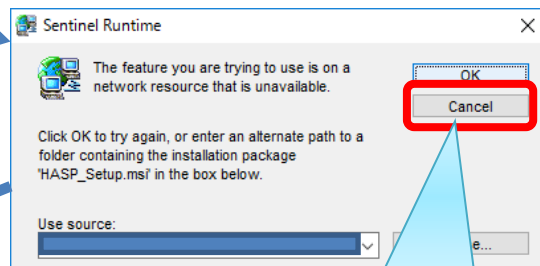 Sentinel Runtime
The feature you are trying to use is on a
network resource that is unavailable.
OK
Cancel
Click OK to try again, or enter an alternate path to a
folder containing the installation package
'HASP_Setup.msi' in the box below.
Use source: